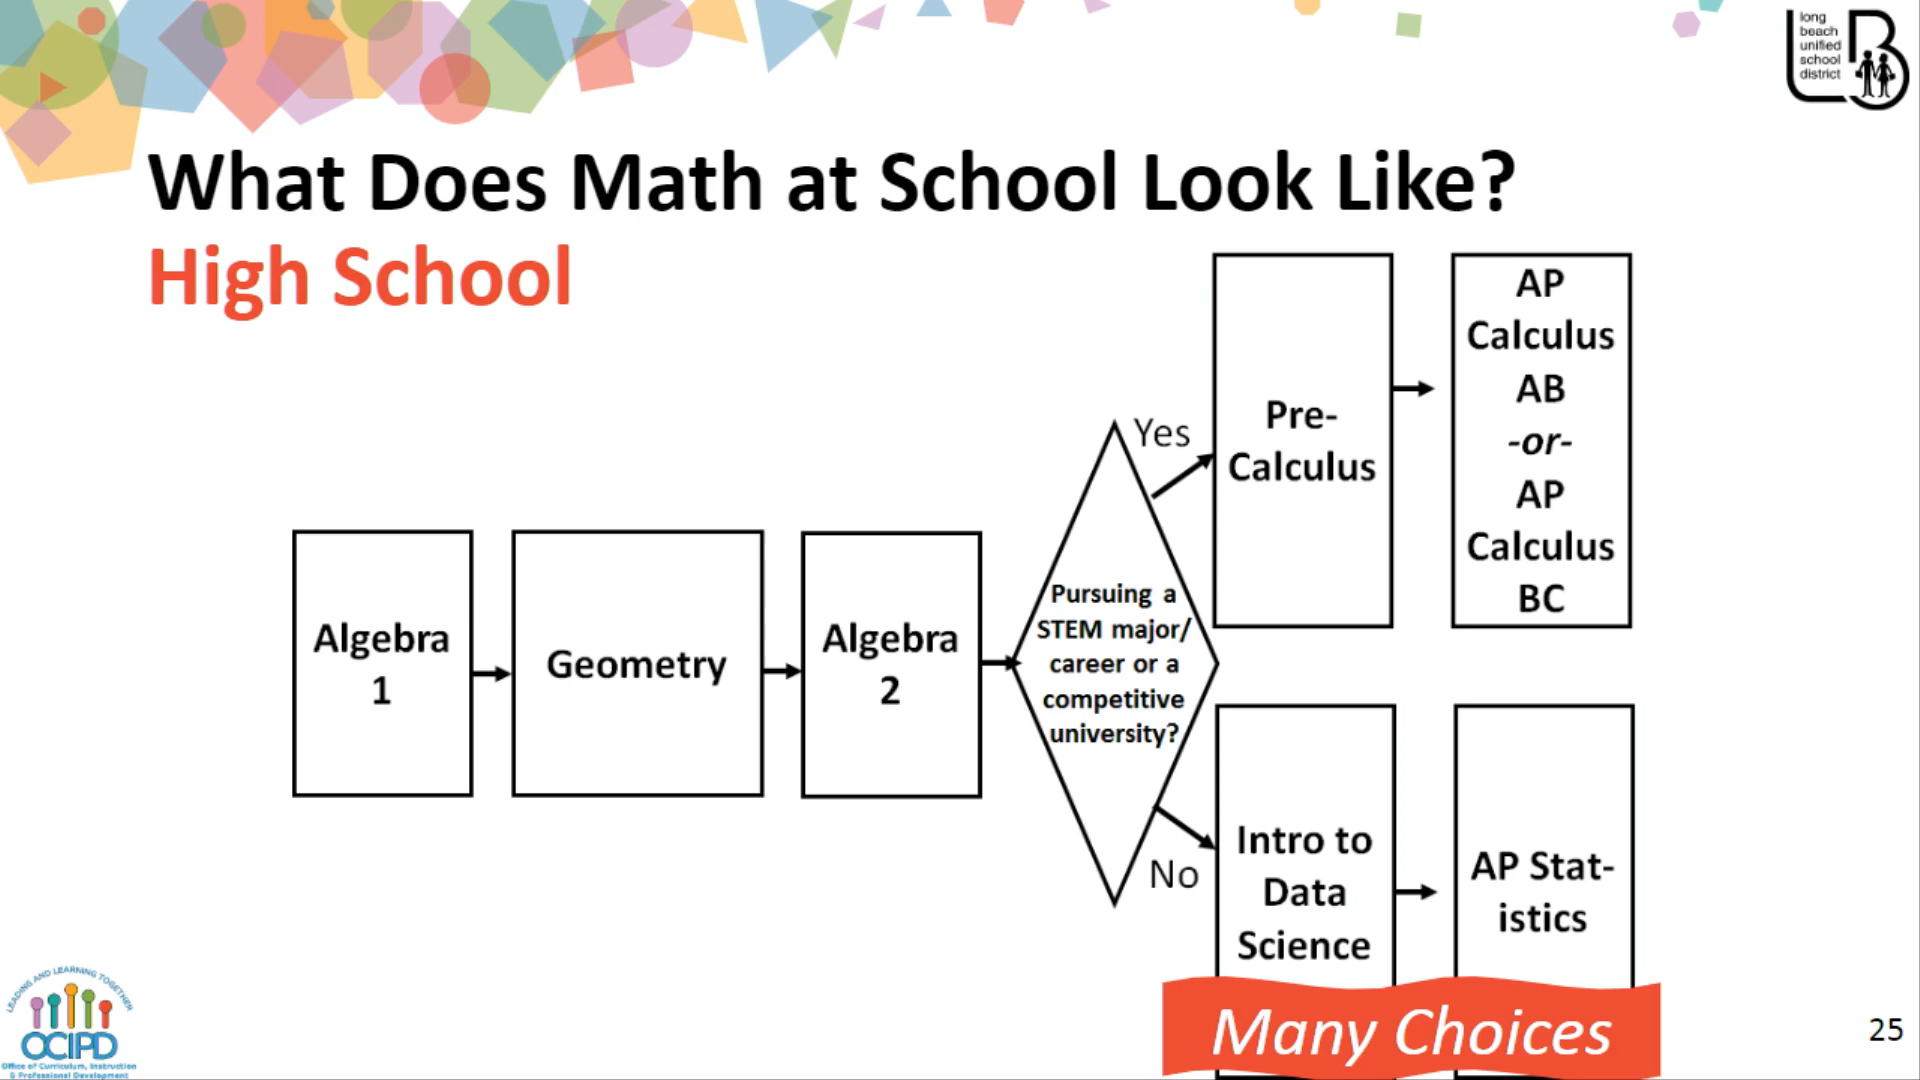 long
beach
unified
school
district
What Does Math at School Look Like?
High School
Algebra
1
Geometry
Algebra
2
Pursuing a
STEM major/
career or a
competitive
university?
Yes
Pre-
Calculus
AP
Calculus
AB
-or-
AP
Calculus
BC
No
Intro to
Data
Science
AP Stat-
istics
Many Choices
LEADING AND LEARNING TOGETHER
OCIPD
Office of Curriculum, Instruction
& Professional Development
25